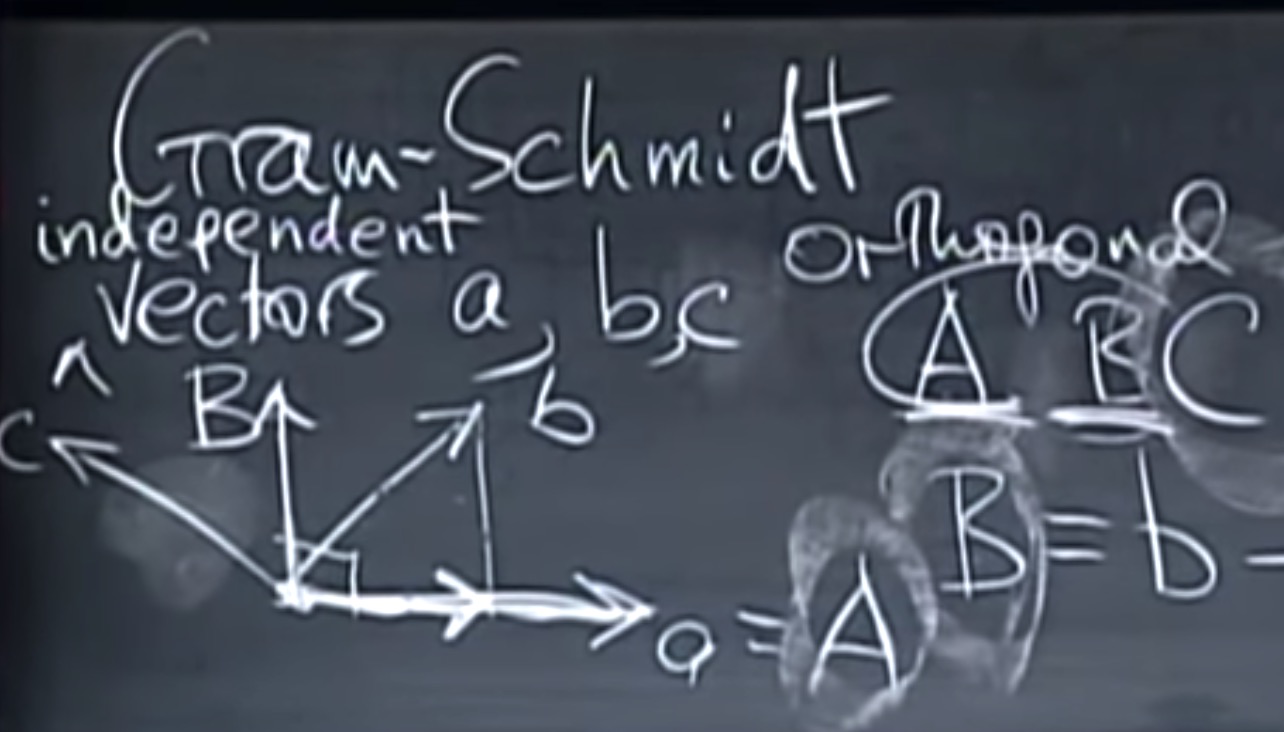 Gram-Schmidt
independent
vectors a, b, c
orthogonal
A B C
c
B
b
B = b -
a = A